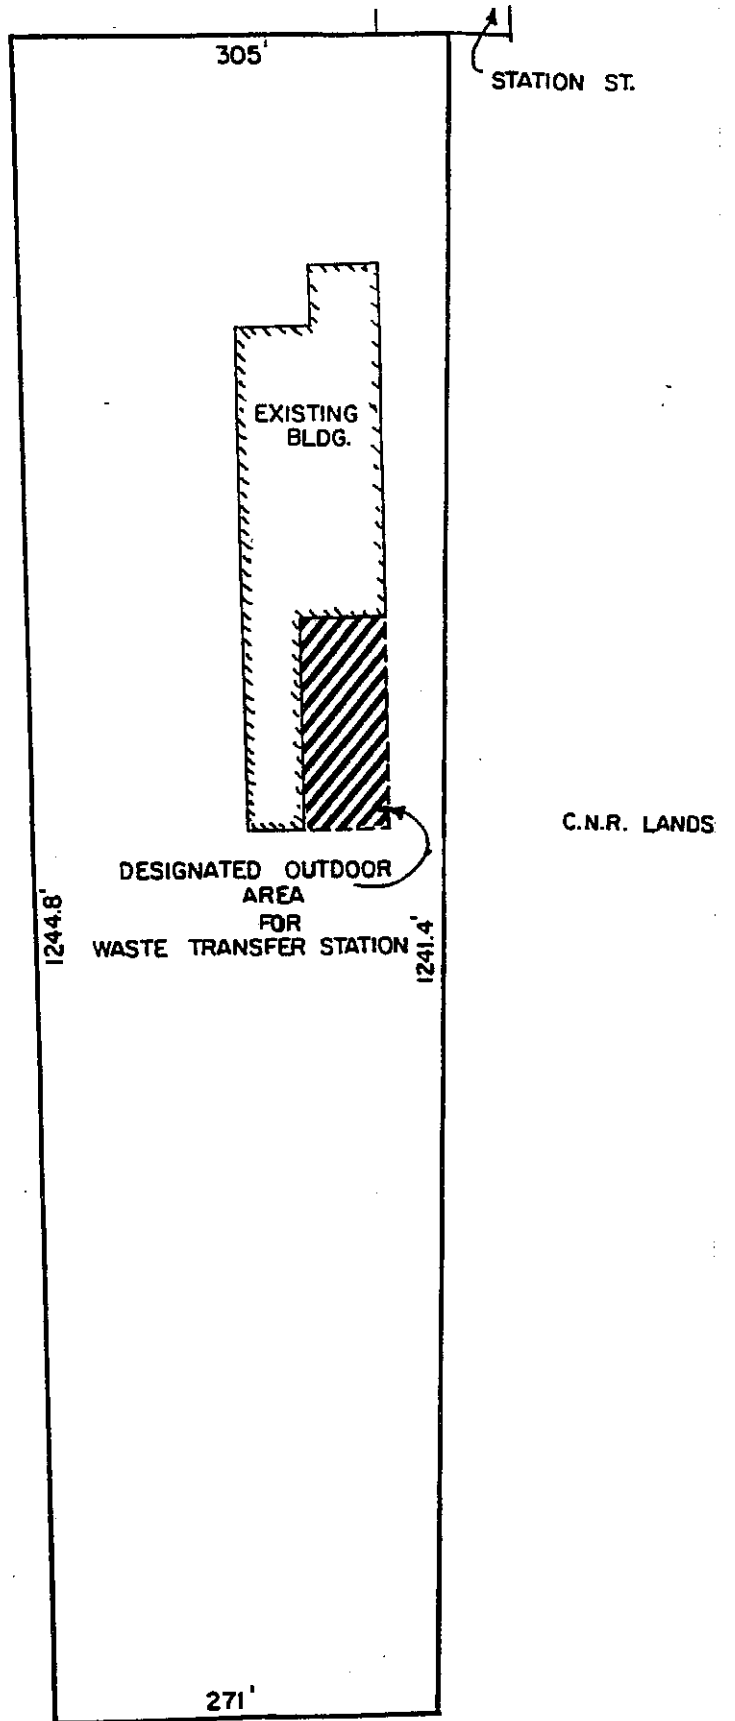 305'
STATION ST.
EXISTING
BLDG.
C.N.R. LANDS
DESIGNATED OUTDOOR
AREA
FOR
WASTE TRANSFER STATION
1244.8'
1241.4'
271'